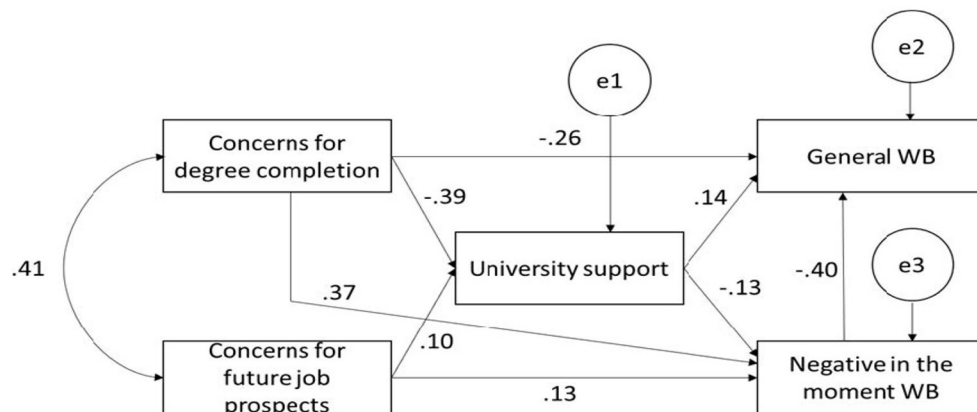 e1
e2
Concerns for
degree completion
-.26
General WB
-.39
.14
.41
University support
e3
-.40
.37
-.13
.10
Concerns for
future job
prospects
.13
Negative in the
moment WB